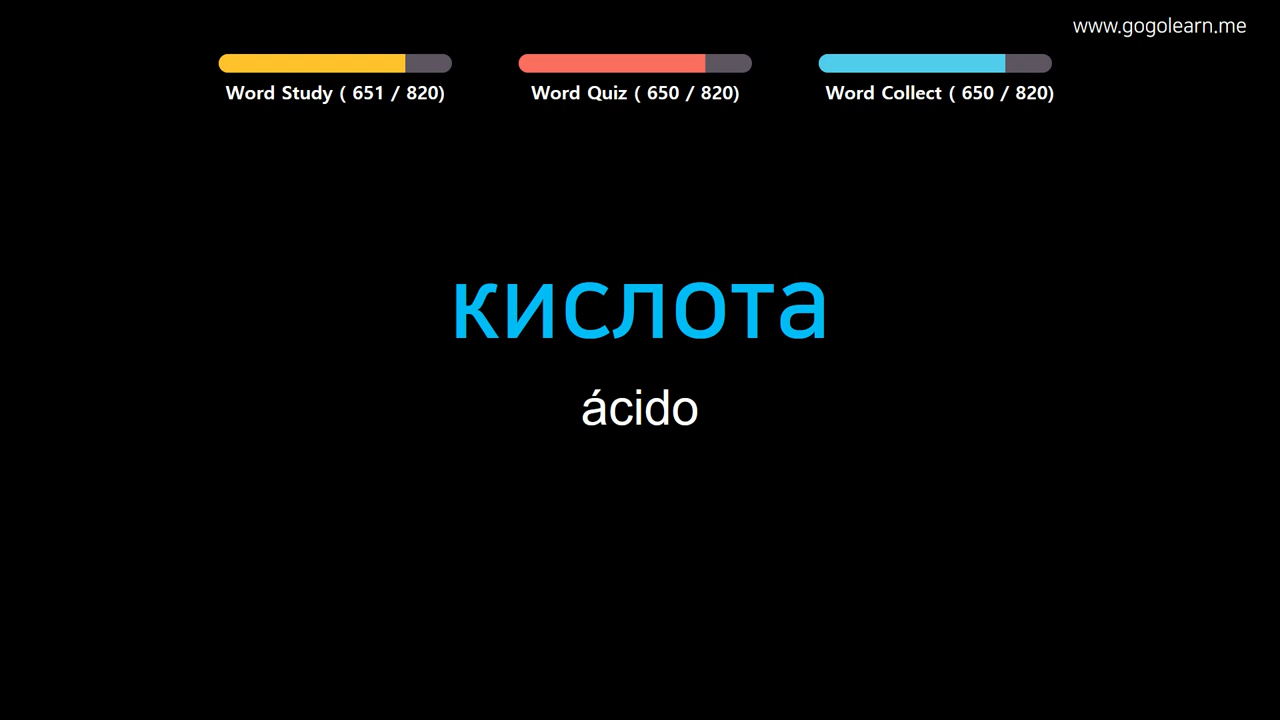 www.gogolearn.me
Word Study ( 651 / 820)
Word Quiz ( 650 / 820)
Word Collect ( 650 / 820)
кислота
ácido